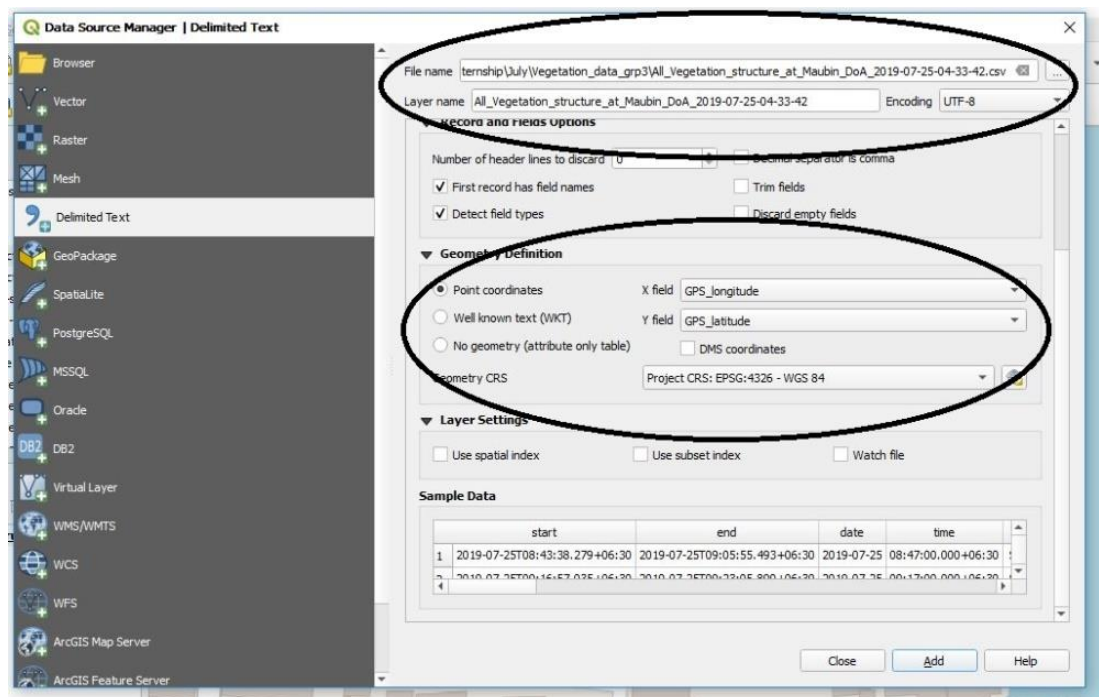 Data Source Manager | Delimited Text
Browser
Vector
Raster
Mesh
Delimited Text
GeoPackage
SpatiaLite
PostgreSQL
MSSQL
Oracle
DB2
DB2
Virtual Layer
WMS/WMTS
WCS
WFS
ArcGIS Map Server
ArcGIS Feature Server
File name ternship\July\Vegetation_data_grp3\All_Vegetation_structure_at_Maubin_DoA_2019-07-25-04-33-42.csv ...
Layer name All_Vegetation_structure_at_Maubin_DoA_2019-07-25-04-33-42 Encoding UTF-8
Record and Fields Options
Number of header lines to discard 0 Decimal separator is comma
First record has field names Trim fields
Detect field types Discard empty fields
Geometry Definition
Point coordinates X field GPS_longitude
Well known text (WKT) Y field GPS_latitude
No geometry (attribute only table) DMS coordinates
Geometry CRS Project CRS: EPSG:4326 - WGS 84
Layer Settings
Use spatial index Use subset index Watch file
Sample Data
start end date time
1 2019-07-25T08:43:38.279+06:30 2019-07-25T09:05:55.493+06:30 2019-07-25 08:47:00.000+06:30
Close Add Help